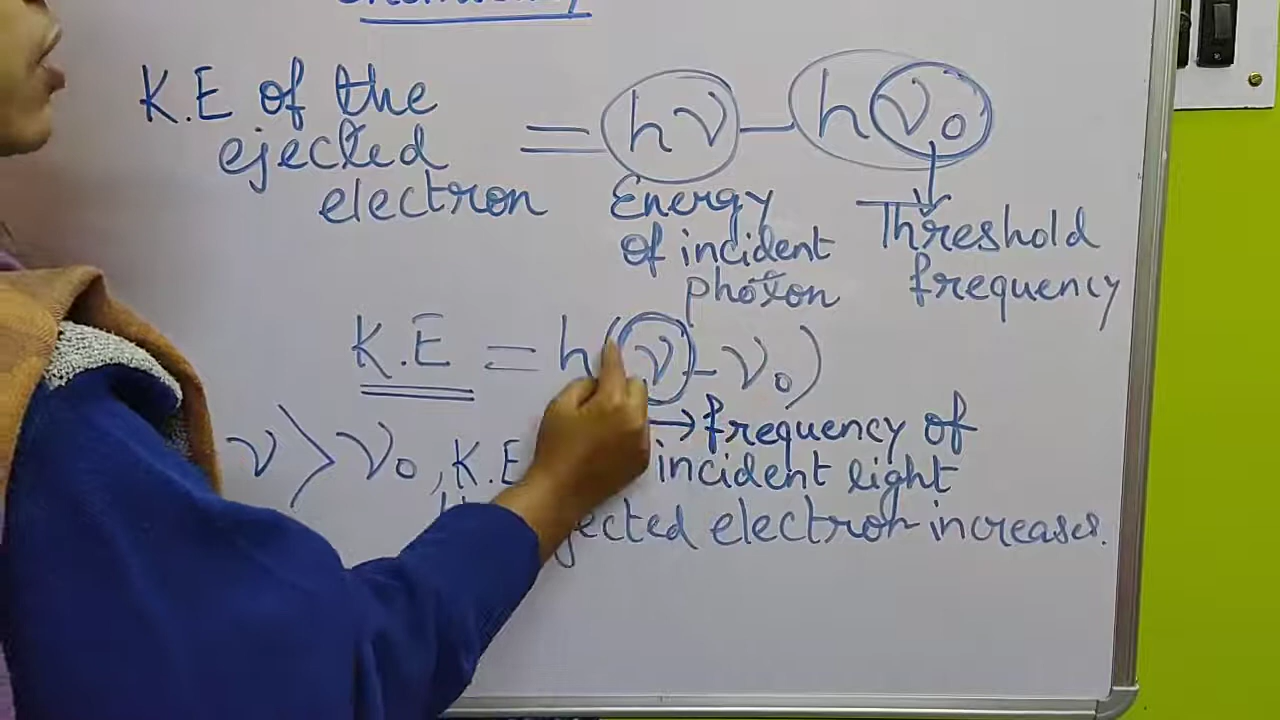 K.E of the
ejected
electron
= hν - hν₀
Energy
of incident
photon
Threshold
frequency
K.E = h(ν - ν₀)
→ frequency of
incident light
ν > ν₀, K.E
ejected electron increases.